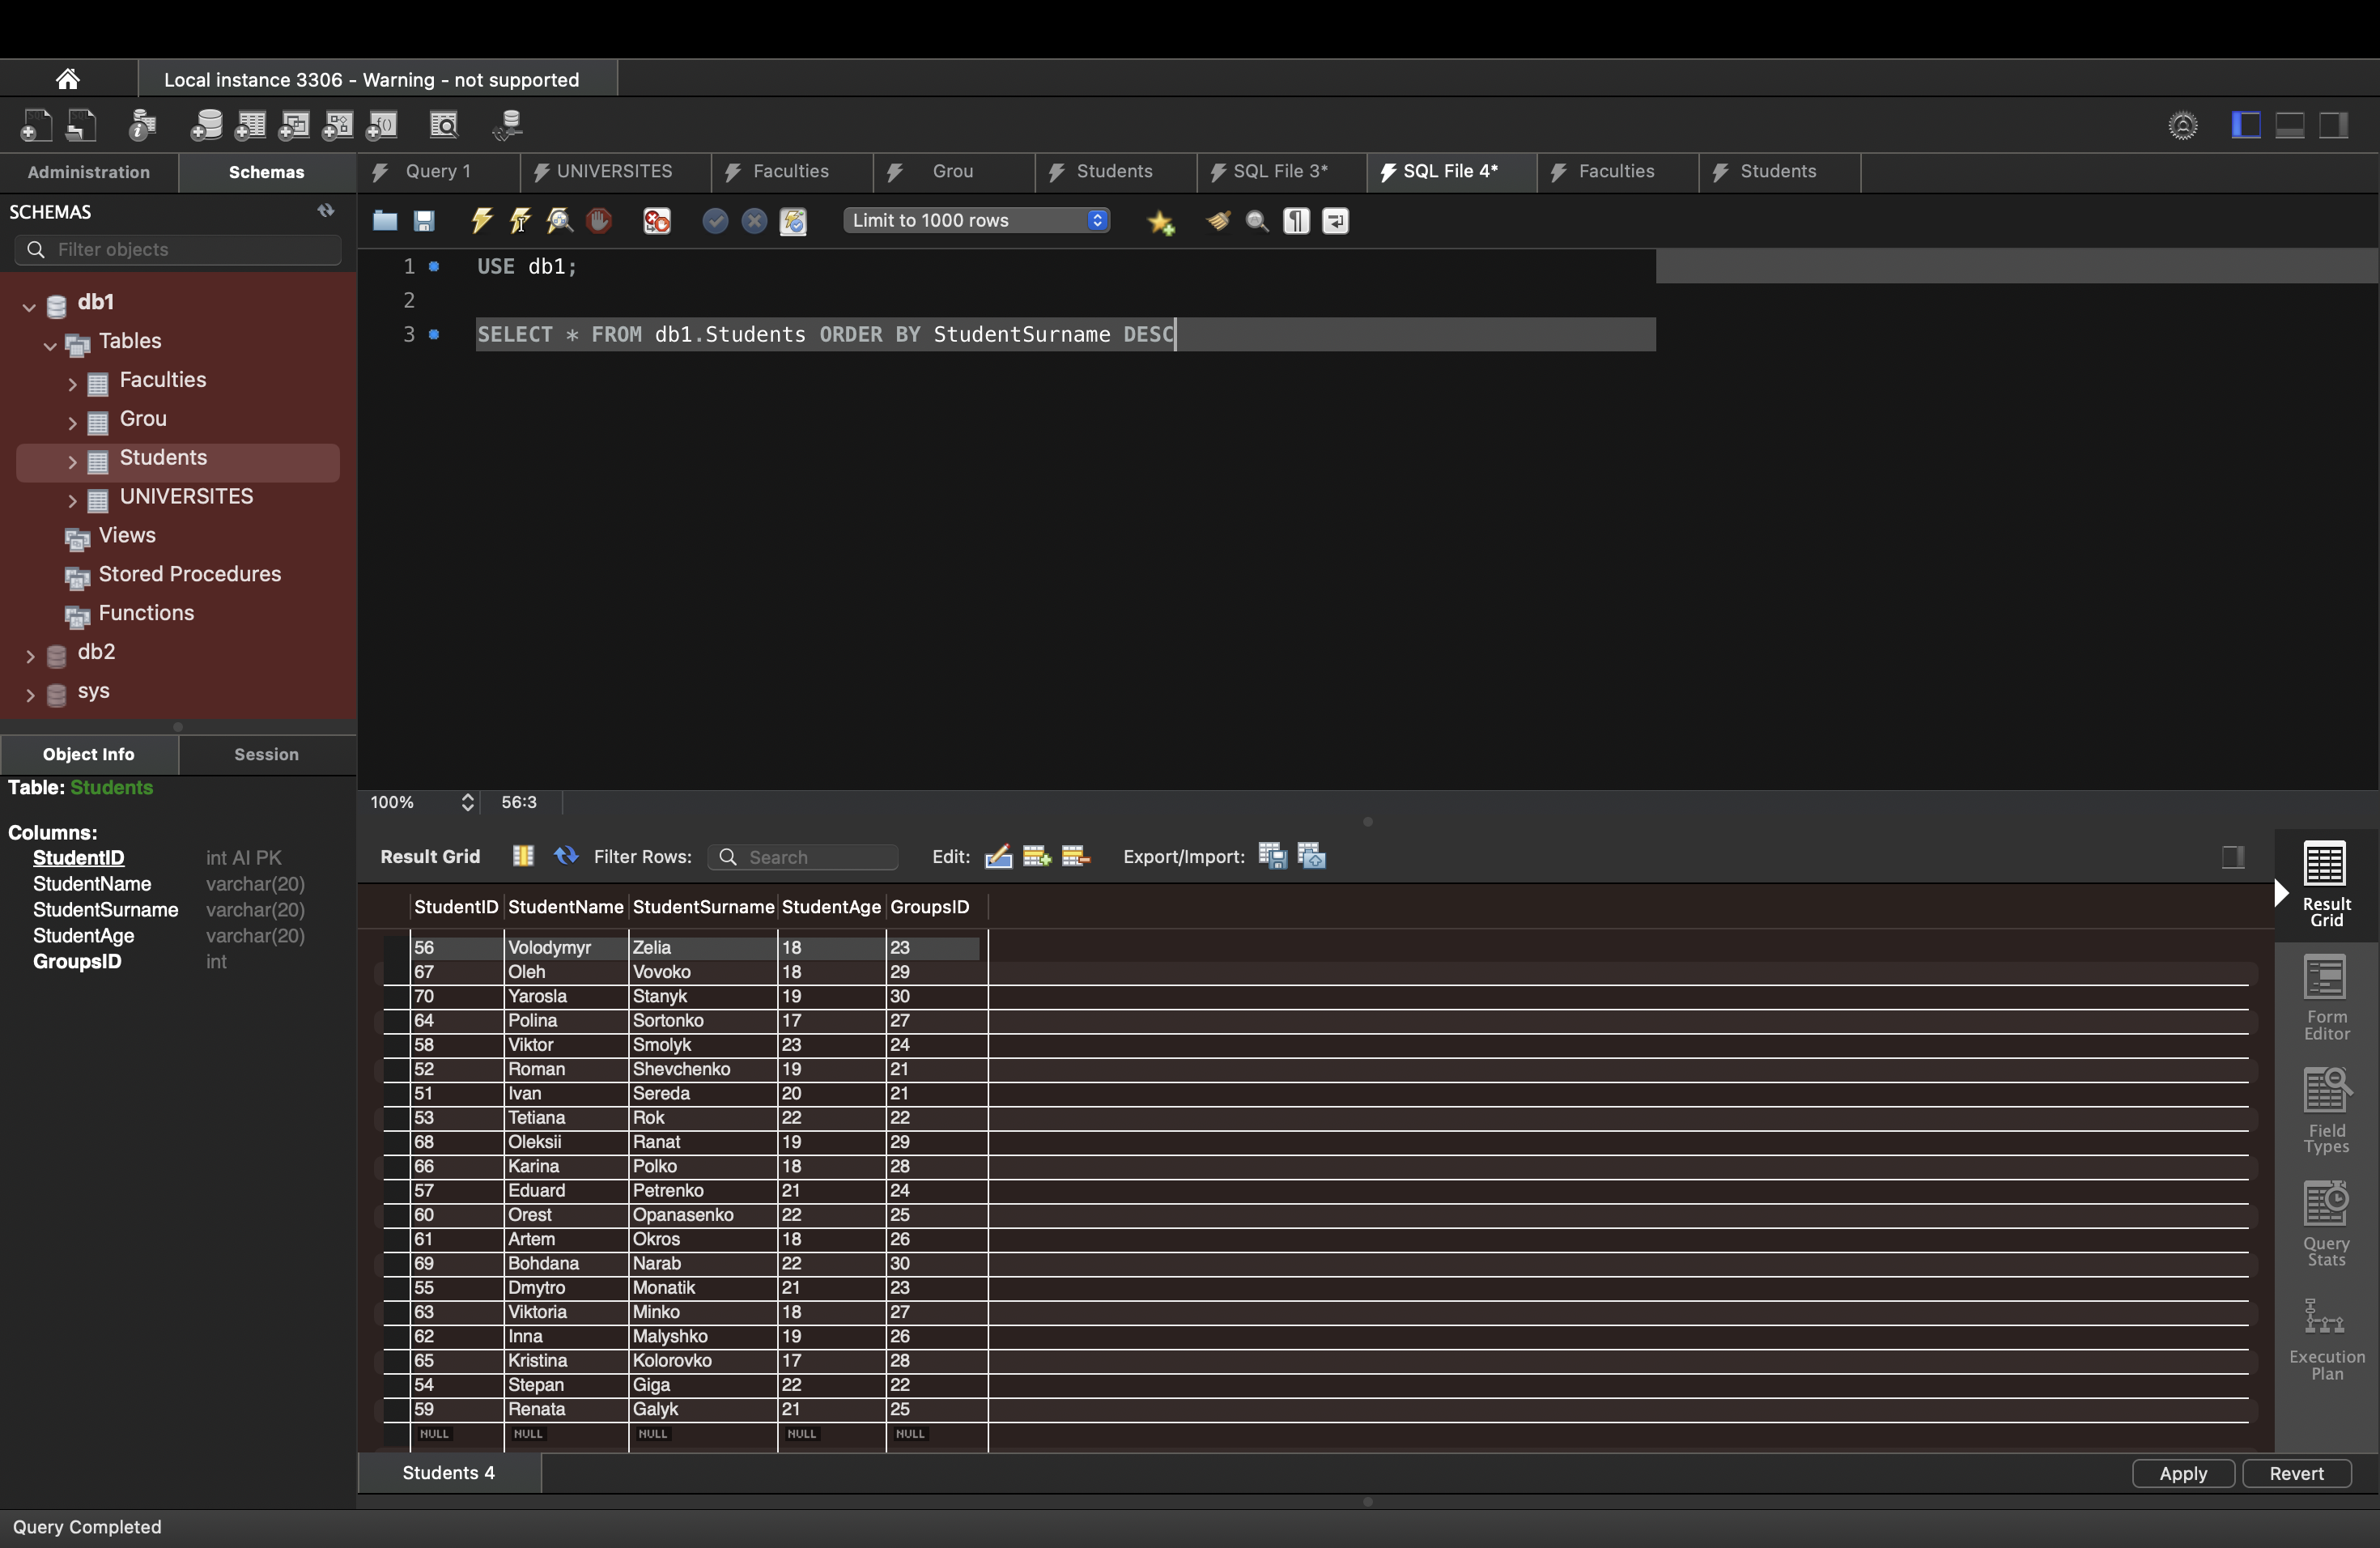 Local instance 3306 - Warning - not supported
Administration
Schemas
Query 1
UNIVERSITES
Faculties
Grou
Students
SQL File 3*
SQL File 4*
Faculties
Students
SCHEMAS
Filter objects
Limit to 1000 rows
db1
Tables
Faculties
Grou
Students
UNIVERSITES
Views
Stored Procedures
Functions
db2
sys
1 USE db1;
2
3 SELECT * FROM db1.Students ORDER BY StudentSurname DESC
Object Info
Session
Table: Students
Columns:
StudentID int AI PK
StudentName varchar(20)
StudentSurname varchar(20)
StudentAge varchar(20)
GroupsID int
100% 56:3
Result Grid Filter Rows: Search Edit: Export/Import:
StudentID StudentName StudentSurname StudentAge GroupsID
56 Volodymyr Zelia 18 23
67 Oleh Vovoko 18 29
70 Yarosla Stanyk 19 30
64 Polina Sortonko 17 27
58 Viktor Smolyk 23 24
52 Roman Shevchenko 19 21
51 Ivan Sereda 20 21
53 Tetiana Rok 22 22
68 Oleksii Ranat 19 29
66 Karina Polko 18 28
57 Eduard Petrenko 21 24
60 Orest Opanasenko 22 25
61 Artem Okros 18 26
69 Bohdana Narab 22 30
55 Dmytro Monatik 21 23
63 Viktoria Minko 18 27
62 Inna Malyshko 19 26
65 Kristina Kolorovko 17 28
54 Stepan Giga 22 22
59 Renata Galyk 21 25
NULL NULL NULL NULL NULL
Result
Grid
Form
Editor
Field
Types
Query
Stats
Execution
Plan
Students 4
Apply
Revert
Query Completed